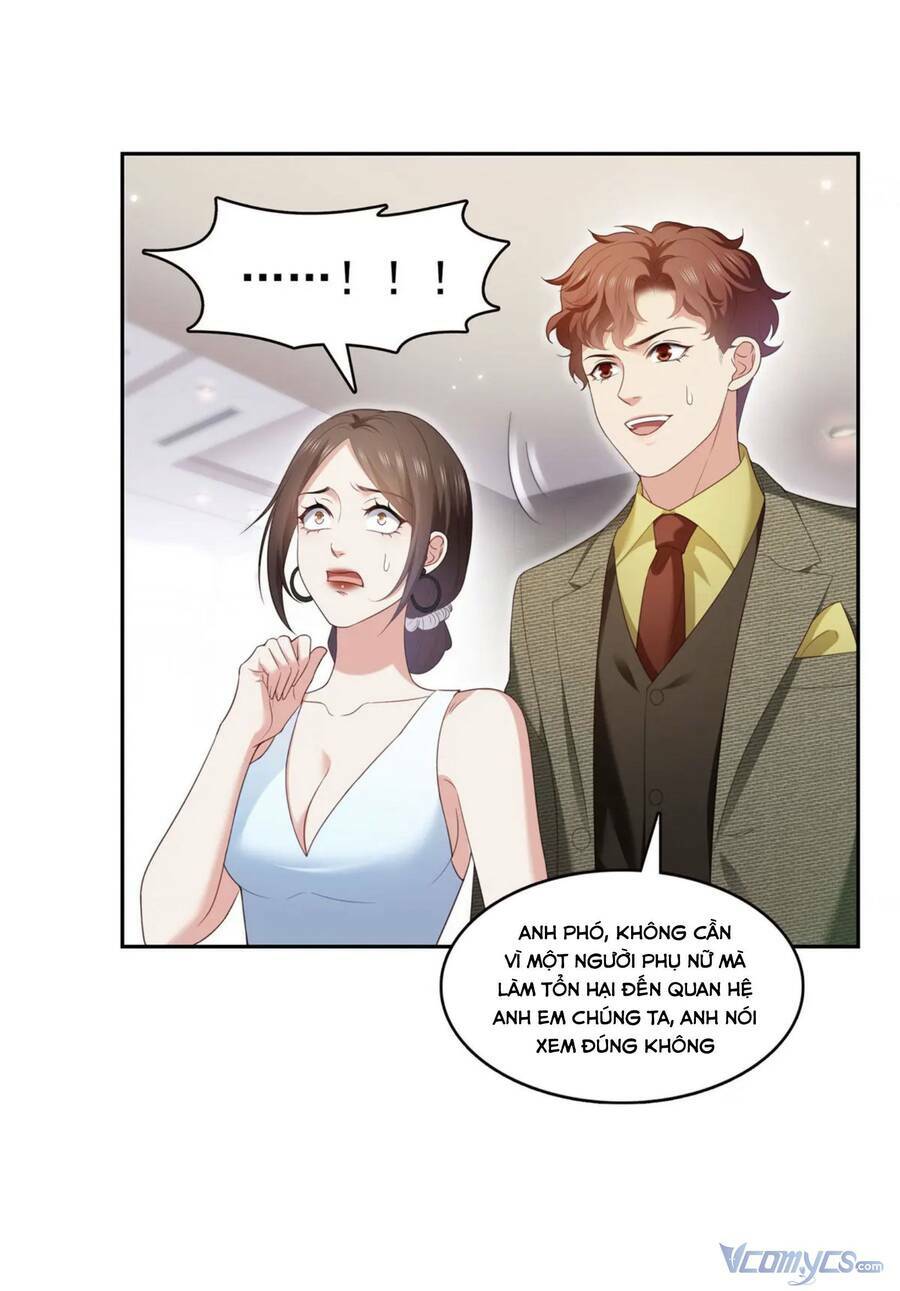 ……！！！
ANH PHÓ, KHÔNG CẦN
VÌ MỘT NGƯỜI PHỤ NỮ MÀ
LÀM TỔN HẠI ĐẾN QUAN HỆ
ANH EM CHÚNG TA, ANH NÓI
XEM ĐÚNG KHÔNG
VCOMYCS.com